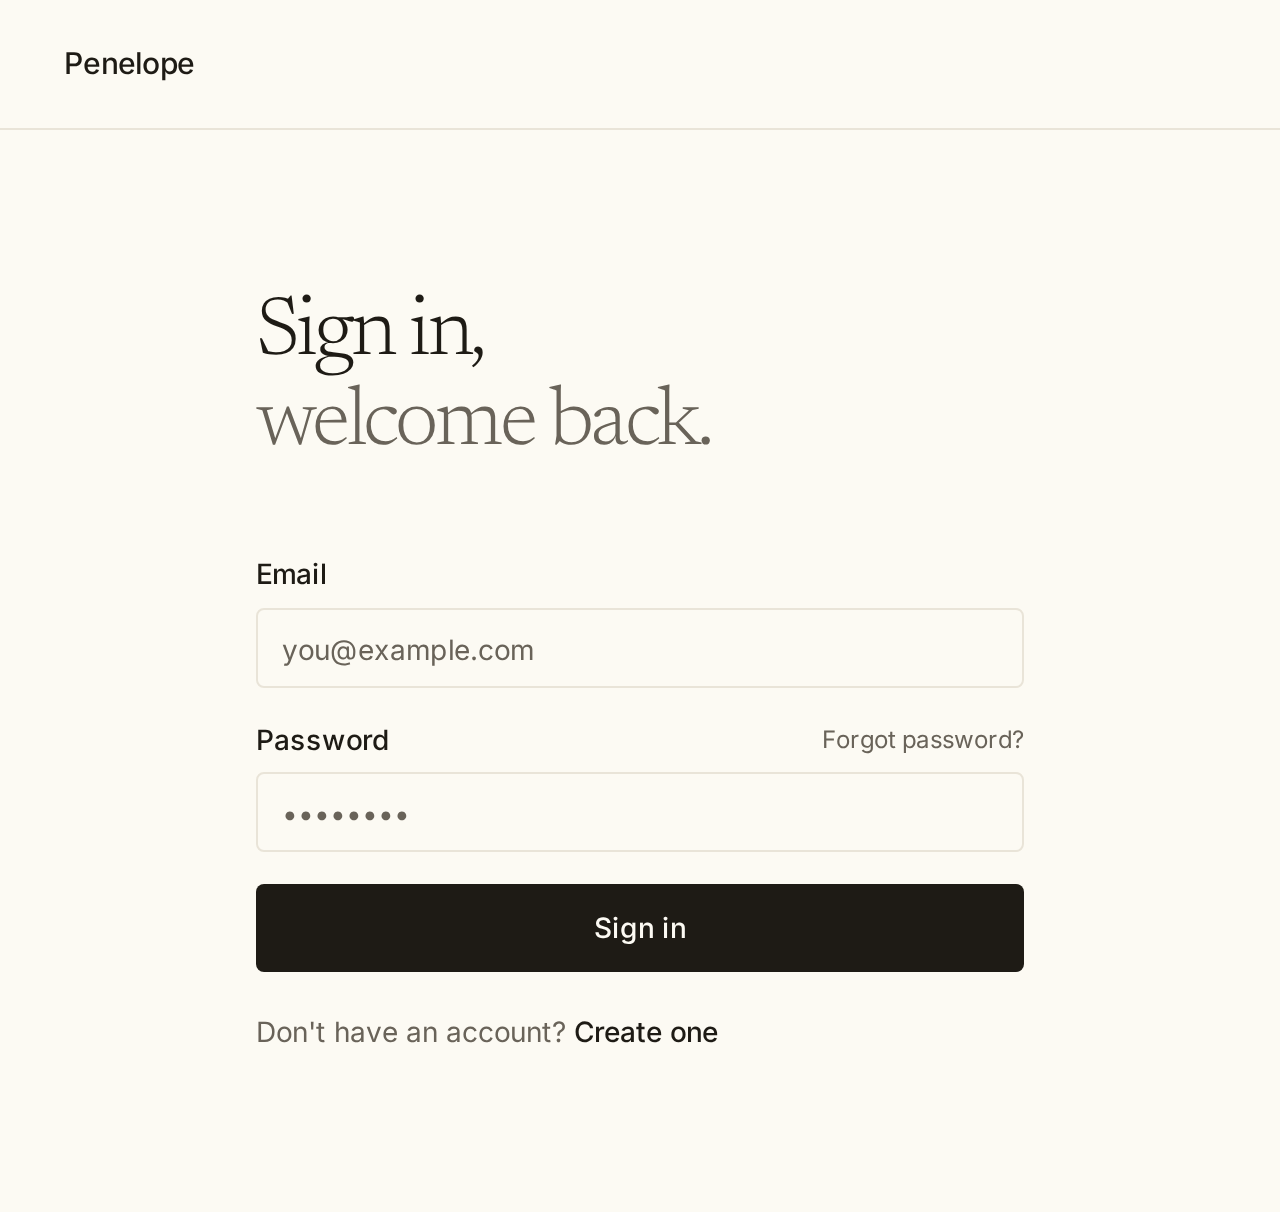 Penelope
Sign in,
welcome back.
Email
you@example.com
Password
Forgot password?
••••••••
Sign in
Don't have an account? Create one